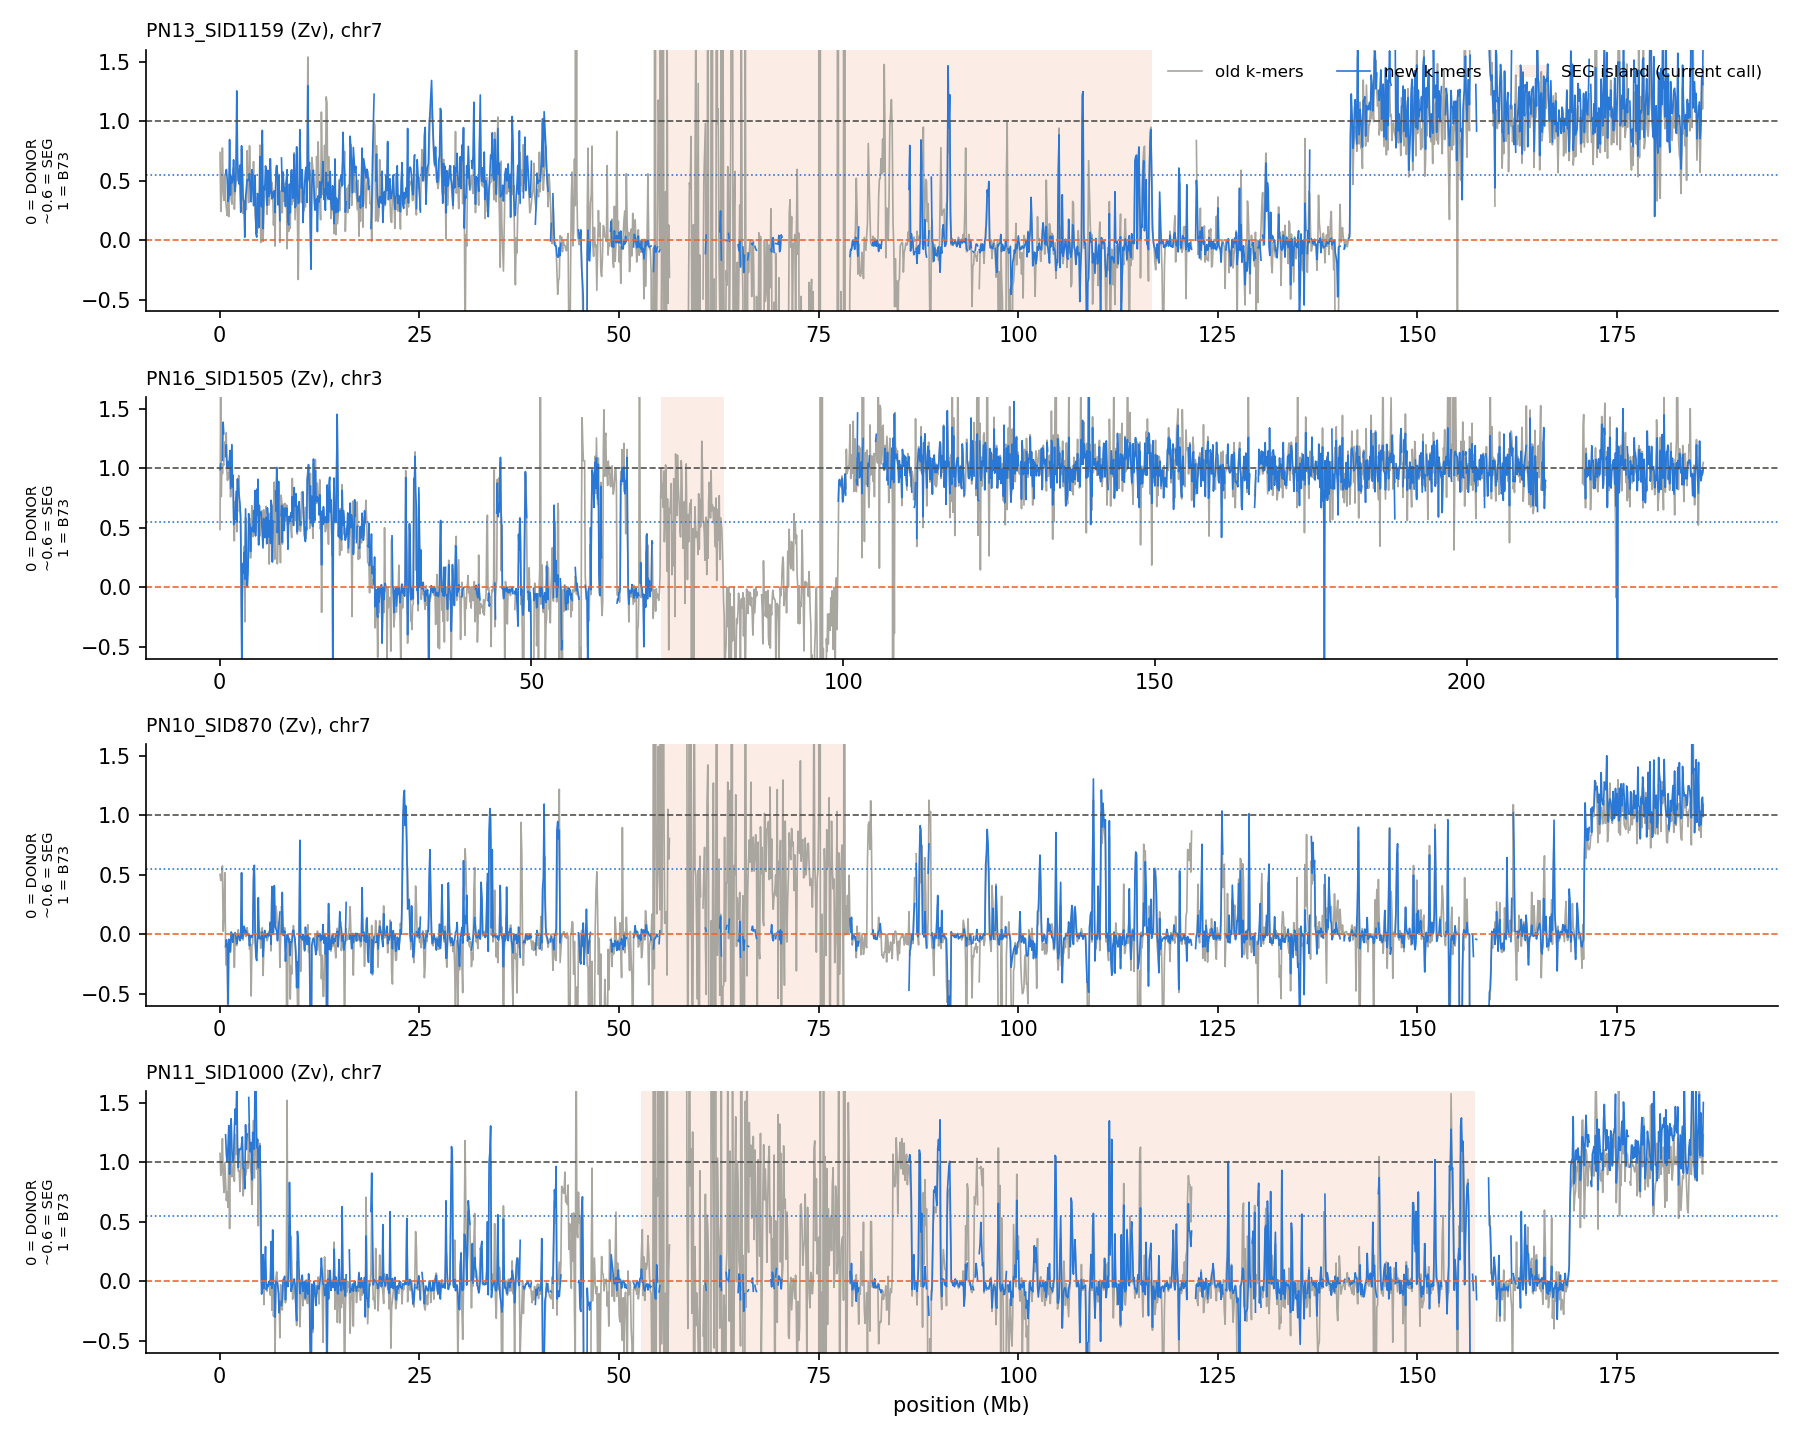 PN13_SID1159 (Zv), chr7
0 = DONOR
~0.6 = SEG
1 = B73
old k-mers
new k-mers
SEG island (current call)
1.5
1.0
0.5
0.0
−0.5
0 25 50 75 100 125 150 175
PN16_SID1505 (Zv), chr3
0 = DONOR
~0.6 = SEG
1 = B73
1.5
1.0
0.5
0.0
−0.5
0 50 100 150 200
PN10_SID870 (Zv), chr7
0 = DONOR
~0.6 = SEG
1 = B73
1.5
1.0
0.5
0.0
−0.5
0 25 50 75 100 125 150 175
PN11_SID1000 (Zv), chr7
0 = DONOR
~0.6 = SEG
1 = B73
1.5
1.0
0.5
0.0
−0.5
0 25 50 75 100 125 150 175
position (Mb)